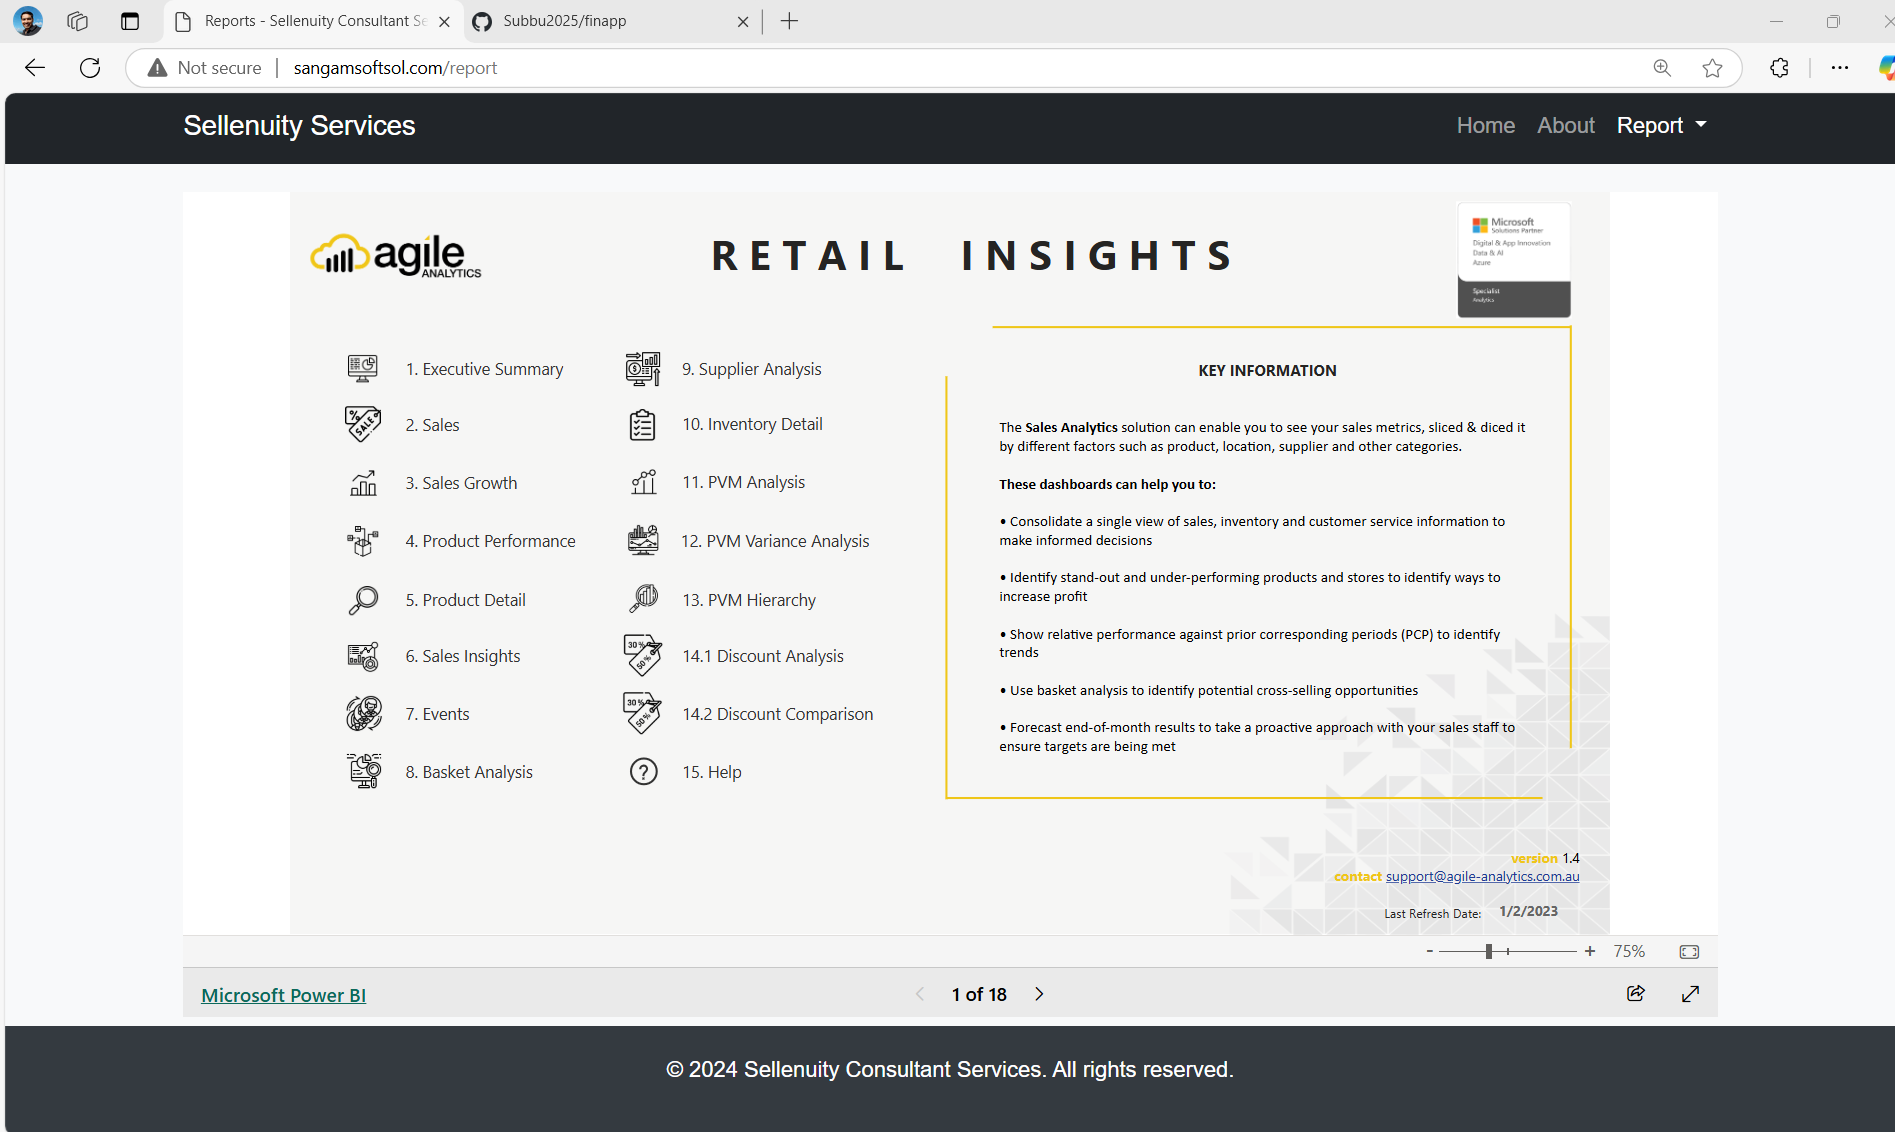 Reports - Sellenuity Consultant Se
Subbu2025/finapp
Not secure
sangamsoftsol.com/report
Sellenuity Services
Home
About
Report
agile
ANALYTICS
RETAIL INSIGHTS
Microsoft
Solutions Partner
Digital & App Innovation
Data & AI
Azure
Specialist
Analytics
1. Executive Summary
2. Sales
3. Sales Growth
4. Product Performance
5. Product Detail
6. Sales Insights
7. Events
8. Basket Analysis
9. Supplier Analysis
10. Inventory Detail
11. PVM Analysis
12. PVM Variance Analysis
13. PVM Hierarchy
30%
50%
14.1 Discount Analysis
30%
50%
14.2 Discount Comparison
15. Help
%
SALE
KEY INFORMATION
The Sales Analytics solution can enable you to see your sales metrics, sliced & diced it
by different factors such as product, location, supplier and other categories.
These dashboards can help you to:
• Consolidate a single view of sales, inventory and customer service information to
make informed decisions
• Identify stand-out and under-performing products and stores to identify ways to
increase profit
• Show relative performance against prior corresponding periods (PCP) to identify
trends
• Use basket analysis to identify potential cross-selling opportunities
• Forecast end-of-month results to take a proactive approach with your sales staff to
ensure targets are being met
version 1.4
contact support@agile-analytics.com.au
Last Refresh Date: 1/2/2023
- + 75%
Microsoft Power BI
1 of 18
© 2024 Sellenuity Consultant Services. All rights reserved.